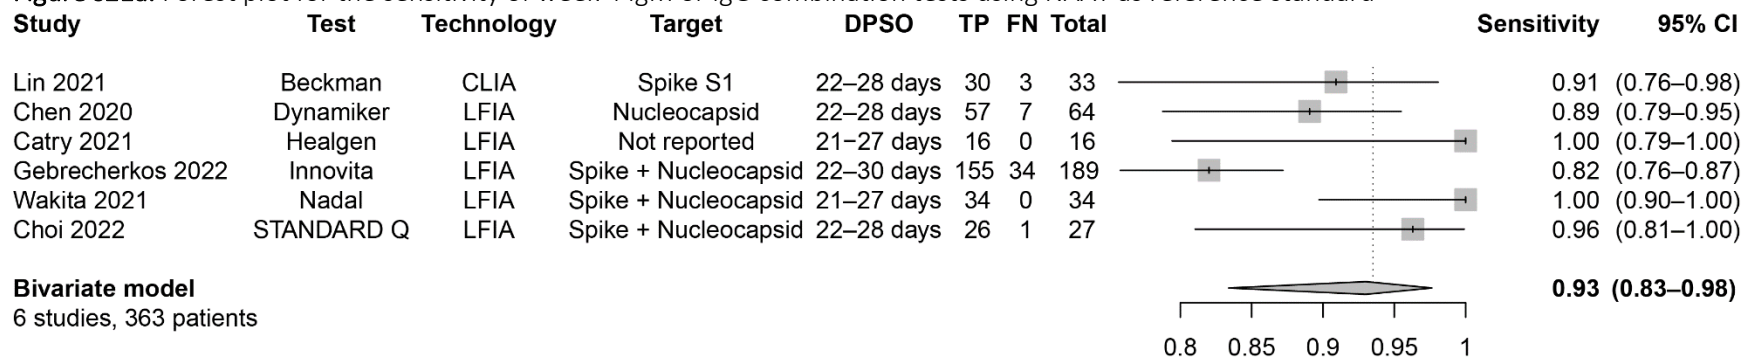 Study Test Technology Target DPSO TP FN Total Sensitivity 95% CI
Lin 2021 Beckman CLIA Spike S1 22–28 days 30 3 33 0.91 (0.76–0.98)
Chen 2020 Dynamiker LFIA Nucleocapsid 22–28 days 57 7 64 0.89 (0.79–0.95)
Catry 2021 Healgen LFIA Not reported 21–27 days 16 0 16 1.00 (0.79–1.00)
Gebrecherkos 2022 Innovita LFIA Spike + Nucleocapsid 22–30 days 155 34 189 0.82 (0.76–0.87)
Wakita 2021 Nadal LFIA Spike + Nucleocapsid 21–27 days 34 0 34 1.00 (0.90–1.00)
Choi 2022 STANDARD Q LFIA Spike + Nucleocapsid 22–28 days 26 1 27 0.96 (0.81–1.00)
Bivariate model 0.93 (0.83–0.98)
6 studies, 363 patients
0.8 0.85 0.9 0.95 1